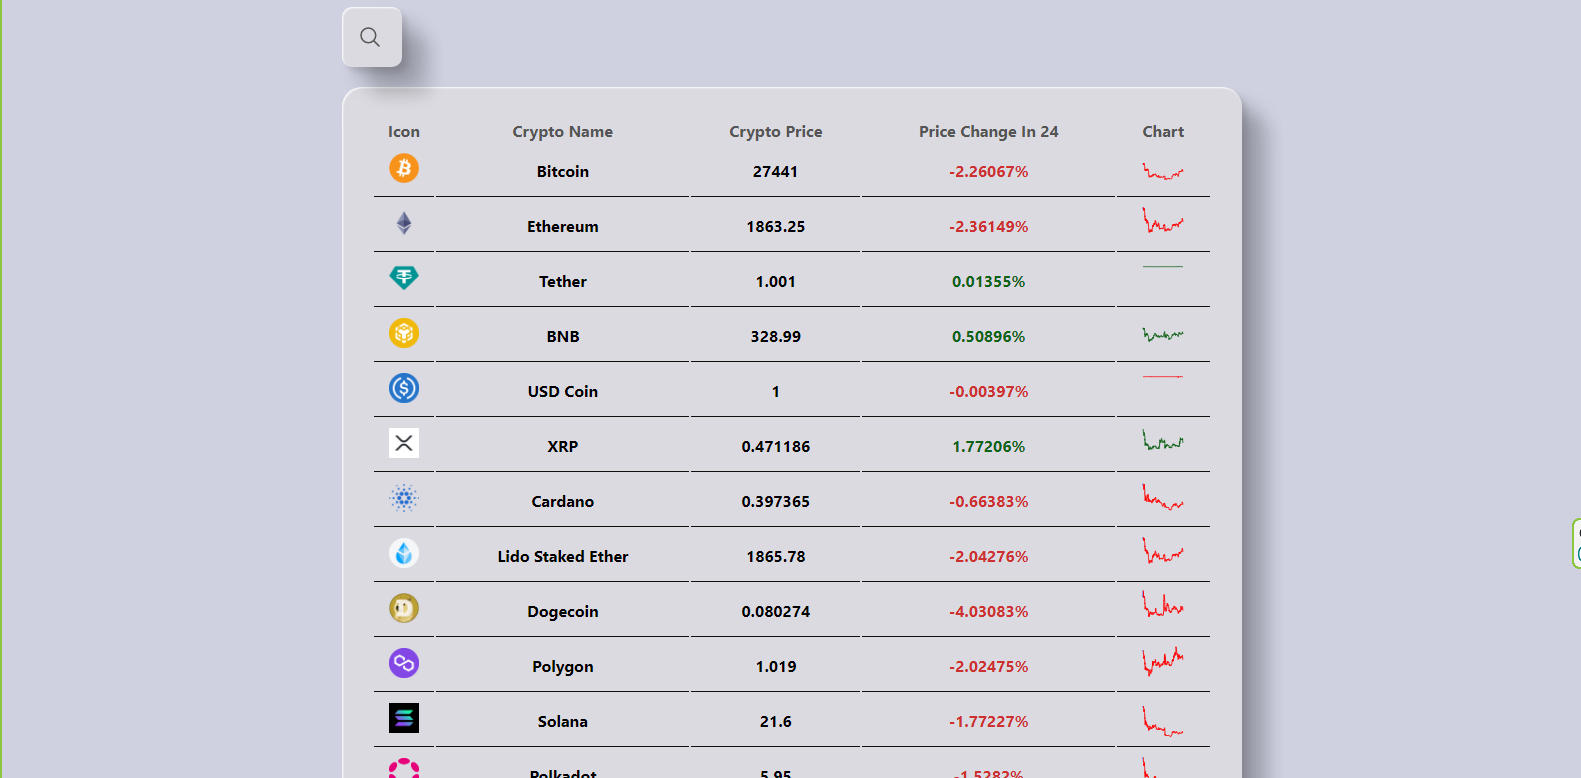 Icon Crypto Name Crypto Price Price Change In 24 Chart
Bitcoin 27441 -2.26067%
Ethereum 1863.25 -2.36149%
Tether 1.001 0.01355%
BNB 328.99 0.50896%
USD Coin 1 -0.00397%
XRP 0.471186 1.77206%
Cardano 0.397365 -0.66383%
Lido Staked Ether 1865.78 -2.04276%
Dogecoin 0.080274 -4.03083%
Polygon 1.019 -2.02475%
Solana 21.6 -1.77227%
Polkadot 5.95 -1.5282%